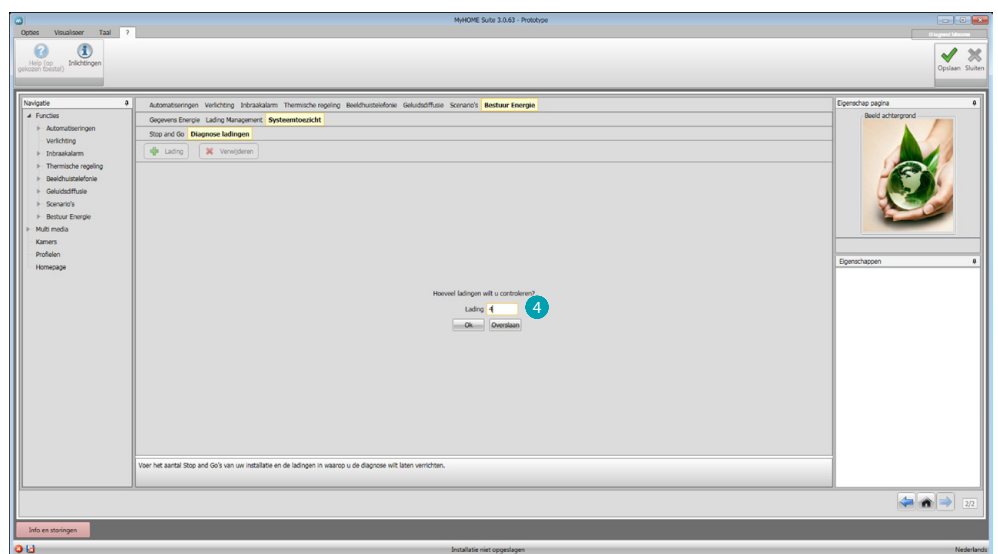 MyHOME Suite 3.0.63 - Prototype
Opties Visualiseer Taal ?
Help (op gekozen toestel)
Inlichtingen
Opslaan Sluiten
Navigatie
Functies
Automatiseringen
Verlichting
Inbraakalarm
Thermische regeling
Beeldhuistelefonie
Geluidsdiffusie
Scenario's
Bestuur Energie
Multi media
Kamers
Profielen
Homepage
Automatiseringen Verlichting Inbraakalarm Thermische regeling Beeldhuistelefonie Geluidsdiffusie Scenario's Bestuur Energie
Gegevens Energie Lading Management Systeemtoezicht
Stop and Go Diagnose ladingen
Lading Verwijderen
Hoeveel ladingen wilt u controleren?
Lading 4
4
Ok Overslaan
Voer het aantal Stop and Go's van uw installatie en de ladingen in waarop u de diagnose wilt laten verrichten.
Eigenschap pagina
Beeld achtergrond
Eigenschappen
2/2
Info en storingen
Installatie niet opgeslagen
Nederlands